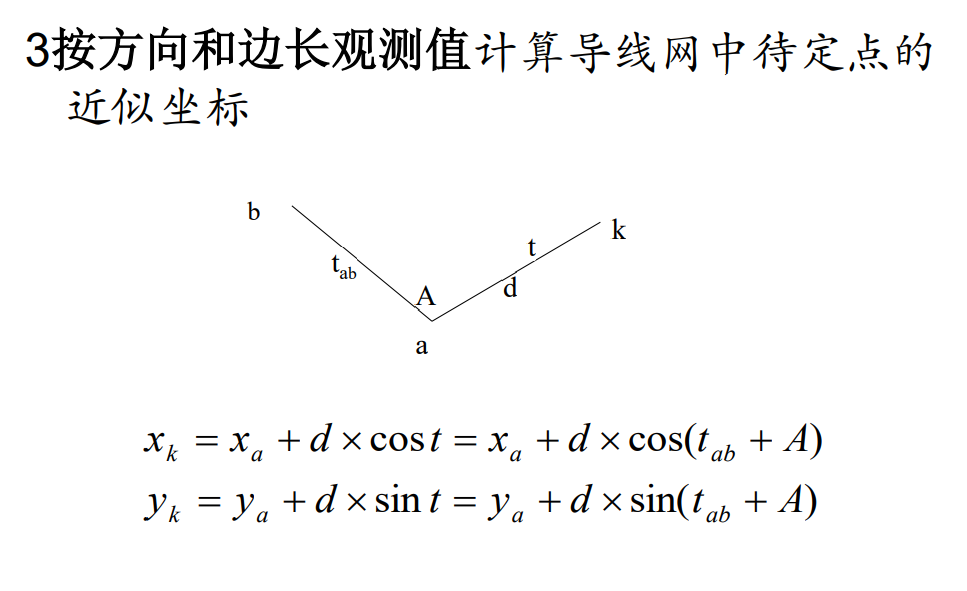 3按方向和边长观测值计算导线网中待定点的
近似坐标
b
k
t
t_ab
d
A
a
x_k = x_a + d × cos t = x_a + d × cos(t_ab + A)
y_k = y_a + d × sin t = y_a + d × sin(t_ab + A)